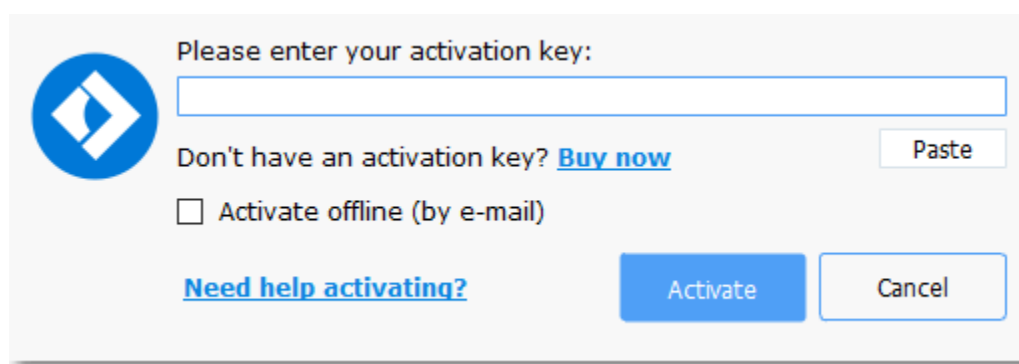 Please enter your activation key:
Don't have an activation key? Buy now
Paste
Activate offline (by e-mail)
Need help activating?
Activate
Cancel